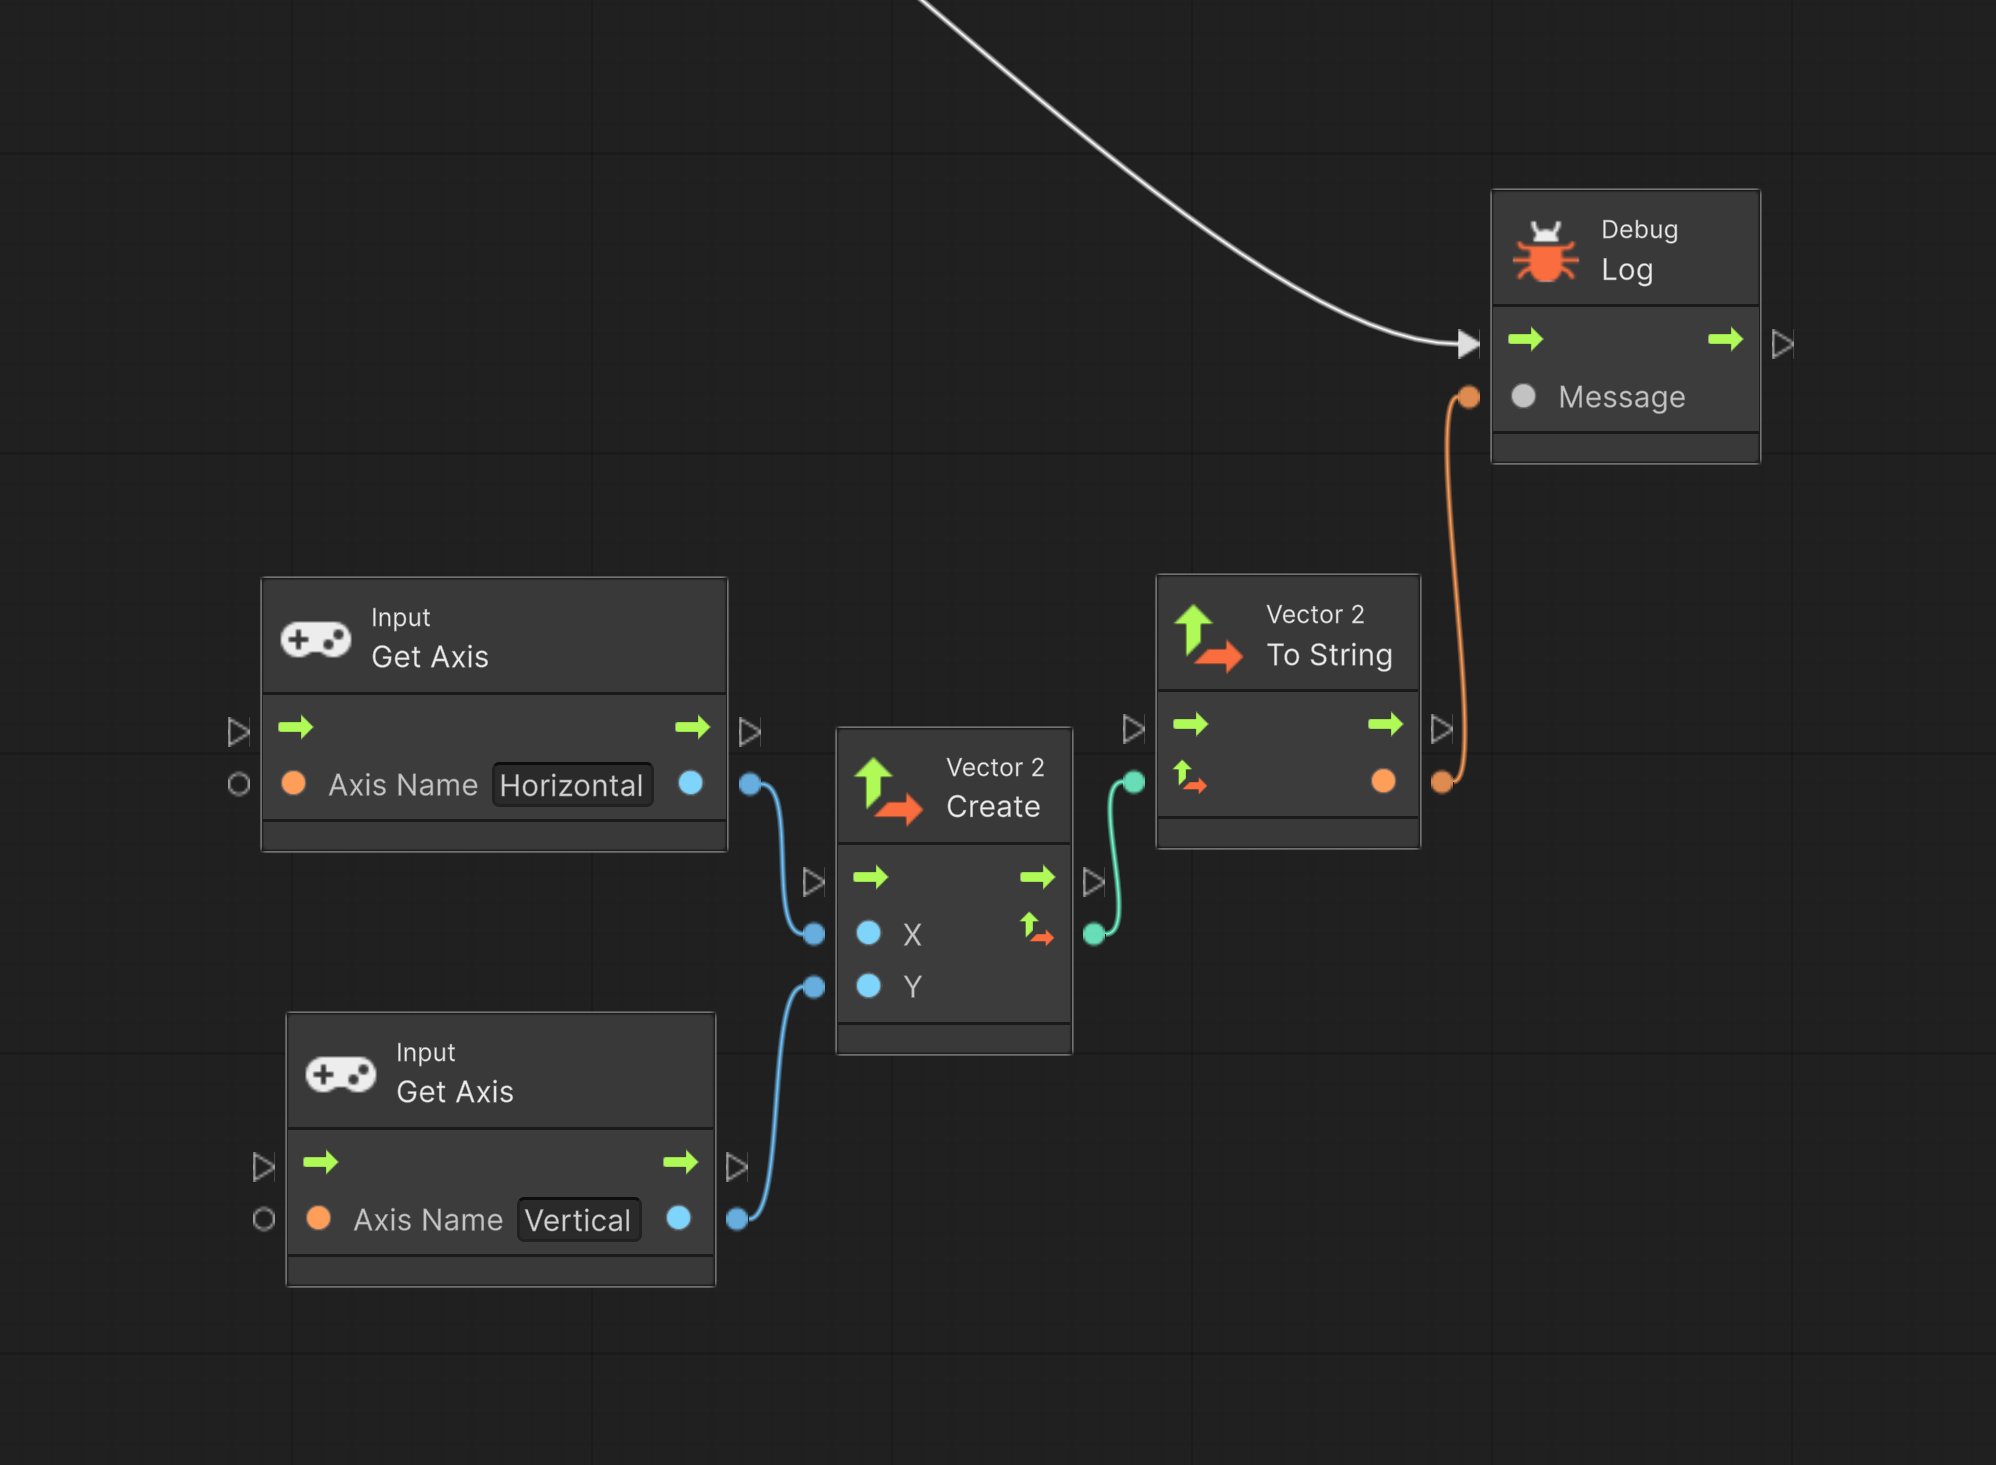 Debug
Log
Message
Input
Get Axis
Axis Name Horizontal
Vector 2
To String
Vector 2
Create
X
Y
Input
Get Axis
Axis Name Vertical